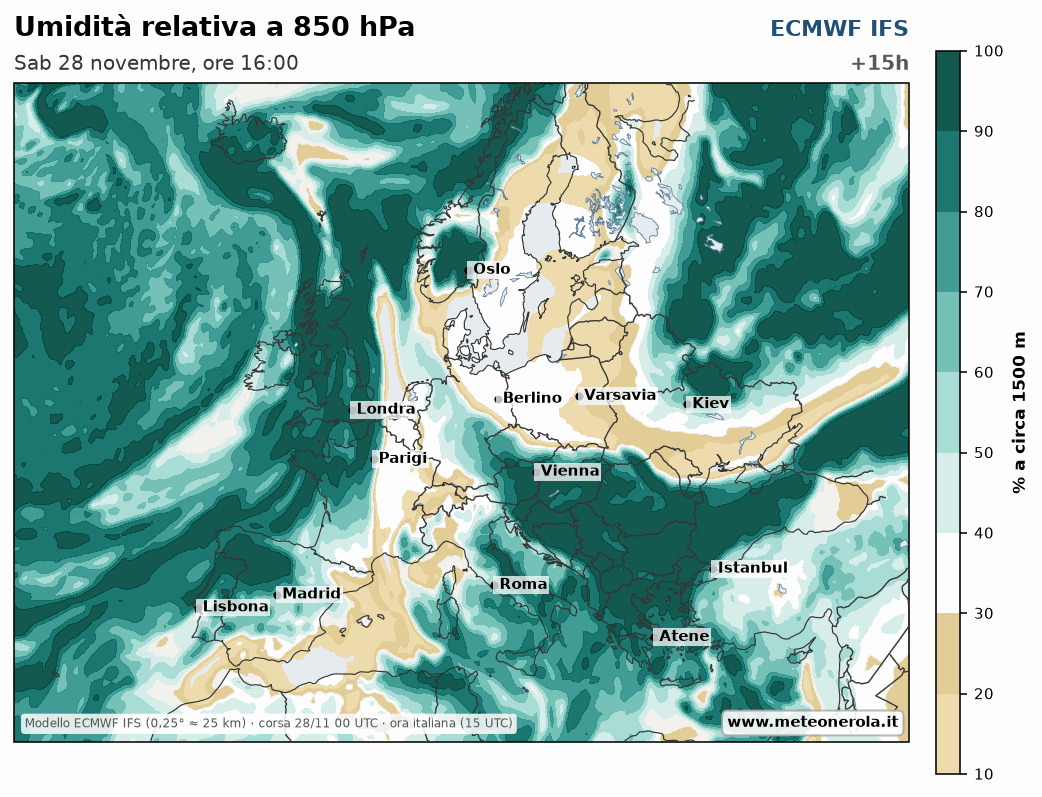 Umidità relativa a 850 hPa
ECMWF IFS
Sab 28 novembre, ore 16:00
+15h
100
90
80
70
60
50
40
30
20
10
% a circa 1500 m
Oslo
Berlino
Varsavia
Kiev
Londra
Parigi
Vienna
Istanbul
Roma
Madrid
Lisbona
Atene
Modello ECMWF IFS (0,25° ≈ 25 km) · corsa 28/11 00 UTC · ora italiana (15 UTC)
www.meteonerola.it